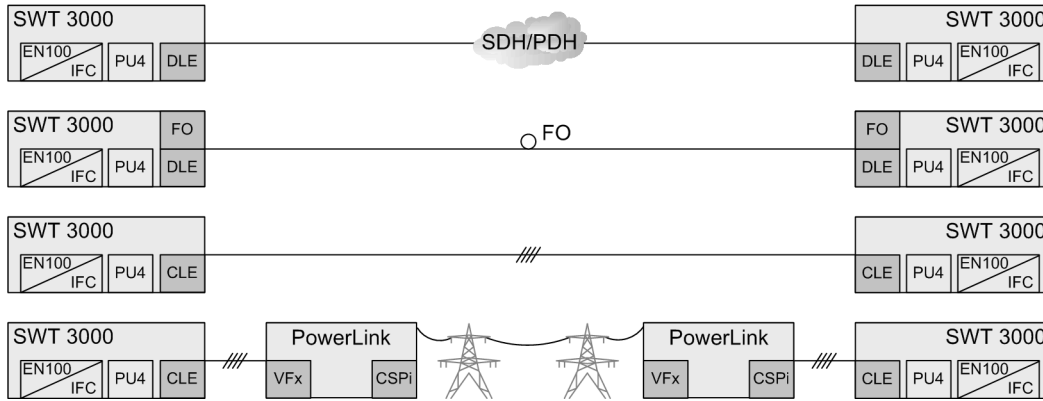 SWT 3000
EN100
IFC
PU4
DLE
SDH/PDH
SWT 3000
DLE
PU4
EN100
IFC
SWT 3000
FO
EN100
IFC
PU4
DLE
FO
SWT 3000
FO
DLE
PU4
EN100
IFC
SWT 3000
EN100
IFC
PU4
CLE
SWT 3000
CLE
PU4
EN100
IFC
SWT 3000
EN100
IFC
PU4
CLE
PowerLink
VFx
CSPi
PowerLink
VFx
CSPi
SWT 3000
CLE
PU4
EN100
IFC